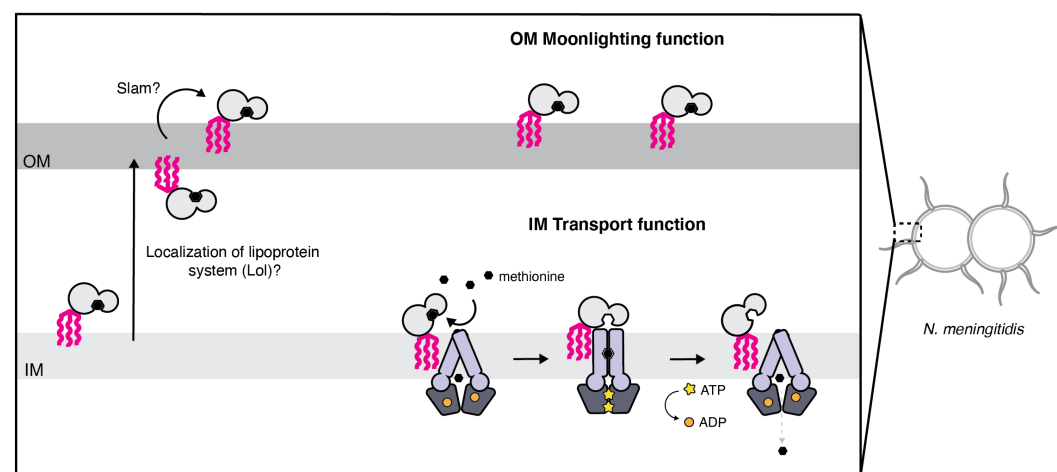 OM Moonlighting function
Slam?
OM
IM Transport function
Localization of lipoprotein
system (Lol)?
methionine
N. meningitidis
IM
ATP
ADP